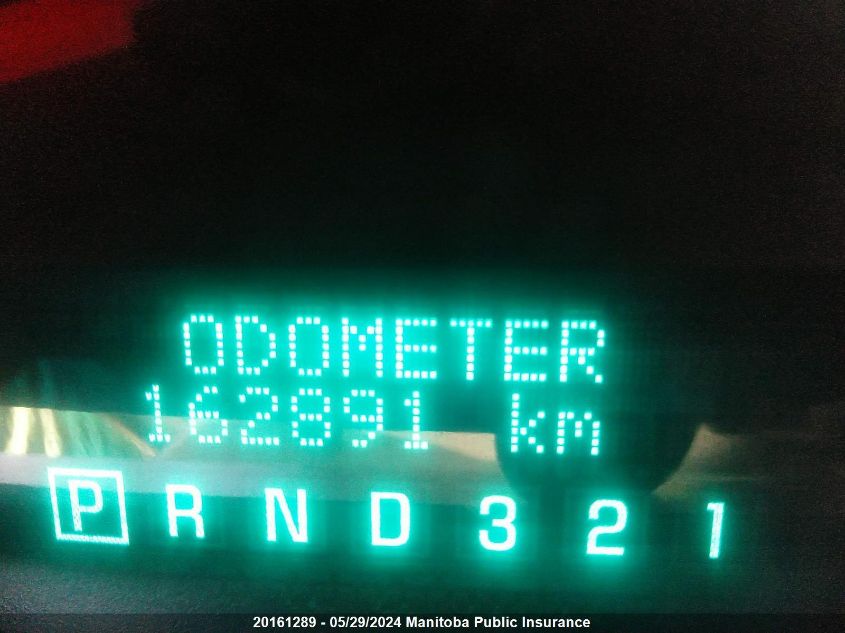 ODOMETER
162891 km
P R N D 3 2 1
20161289 - 05/29/2024 Manitoba Public Insurance